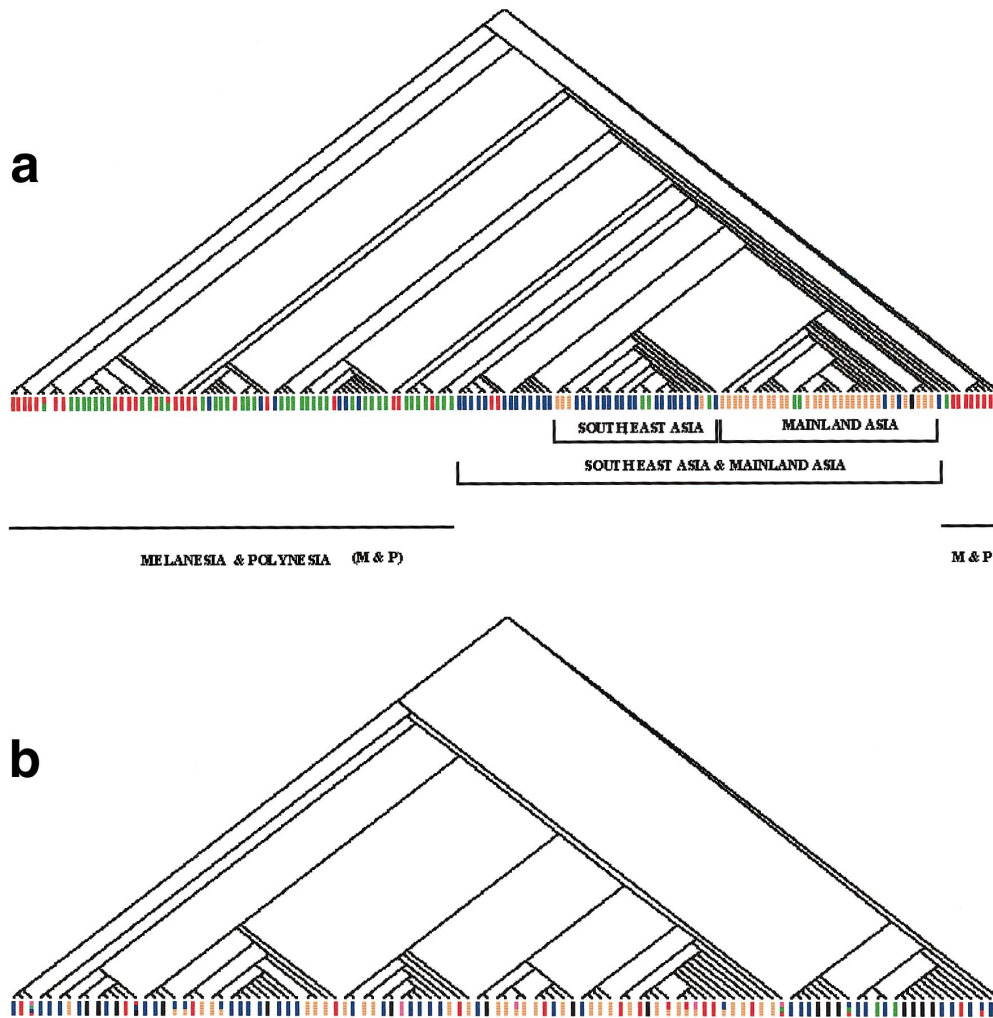 a
SOUTHEAST ASIA
MAINLAND ASIA
SOUTHEAST ASIA & MAINLAND ASIA
MELANESIA & POLYNESIA (M & P)
M & P
b